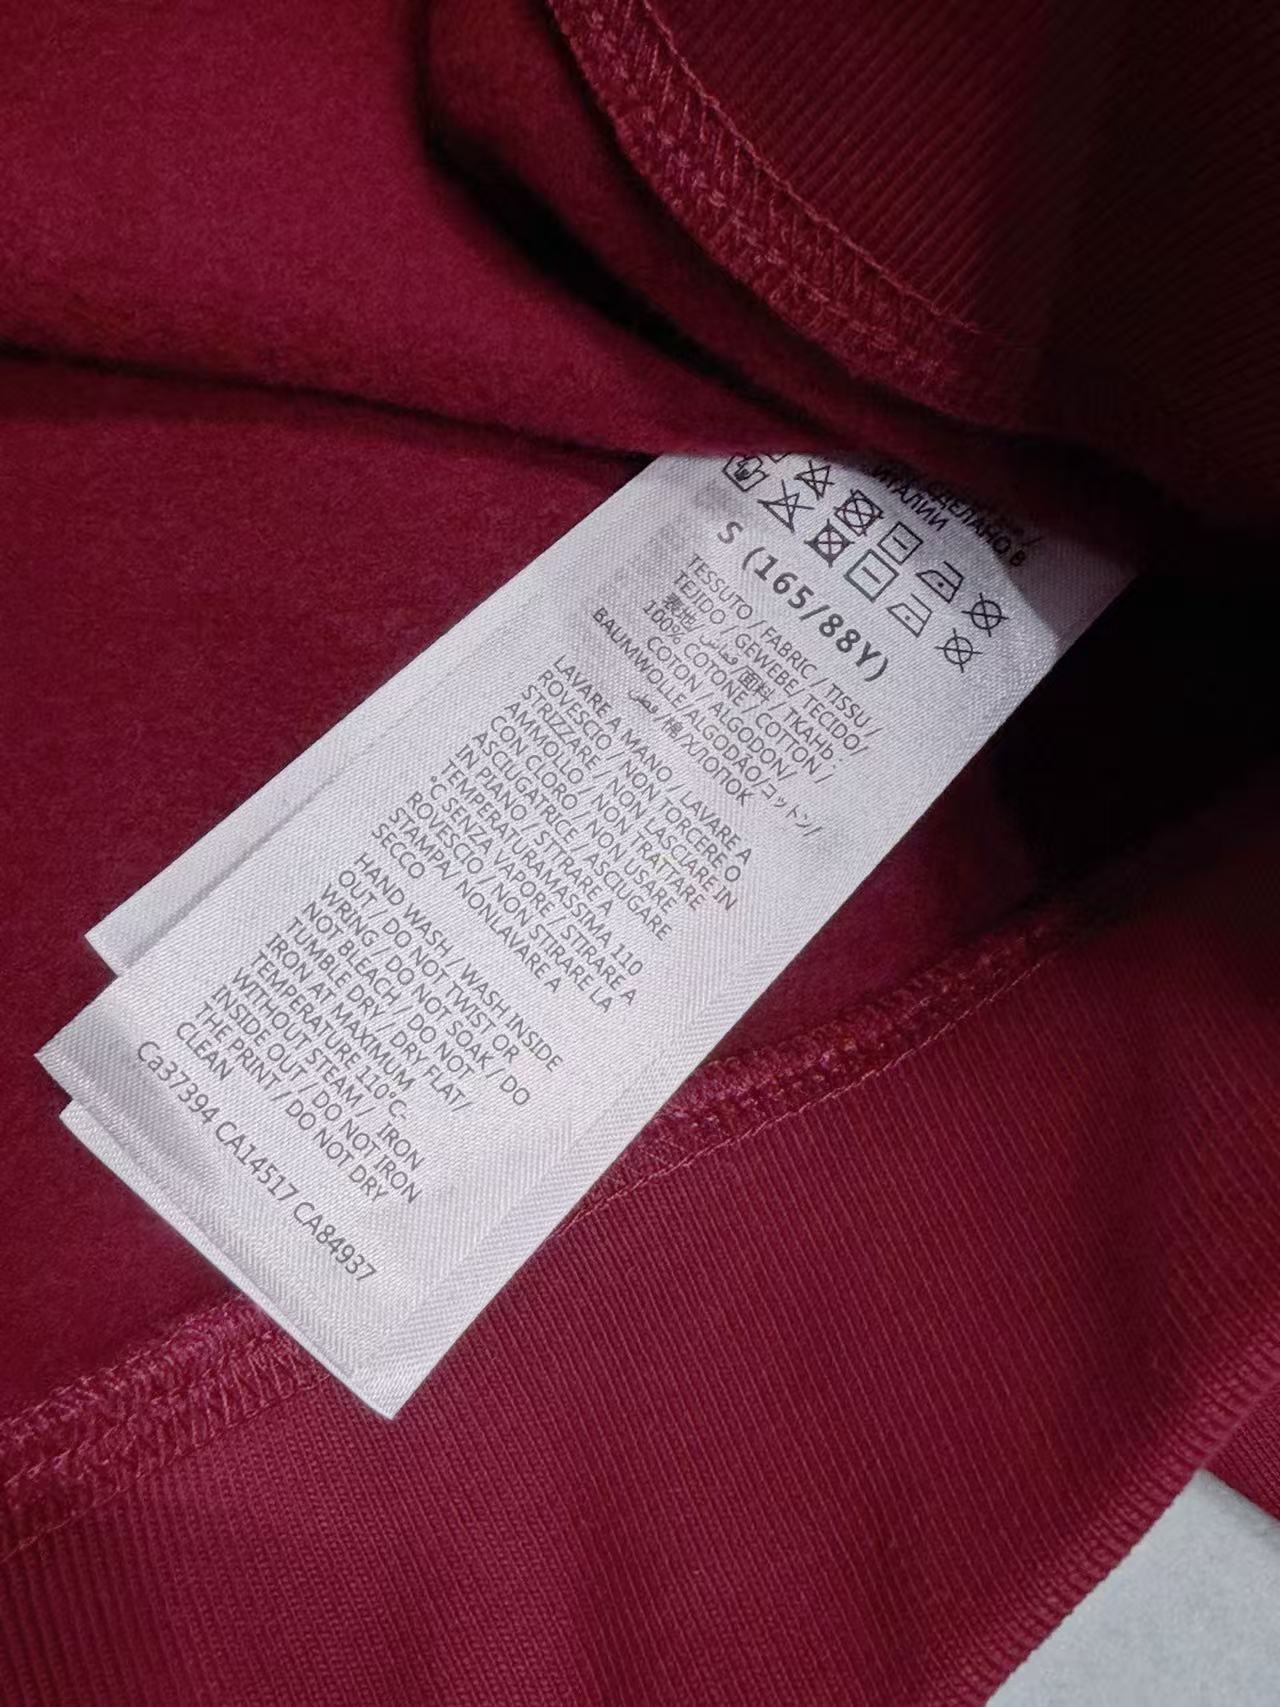 СДЕЛАНО В
ИТАЛИИ
S (165/88Y)
TESSUTO / FABRIC / TISSU /
TEJIDO / GEWEBE / TECIDO/
表地/قماش/面料/ ТКАНЬ :
100% COTONE / COTTON /
COTON / ALGODON/
BAUMWOLLE/ALGODÃO/コットン/
قطن/棉/ХЛОПОК
LAVARE A MANO / LAVARE A
ROVESCIO / NON TORCERE O
STRIZZARE / NON LASCIARE IN
AMMOLLO / NON TRATTARE
CON CLORO / NON USARE
ASCIUGATRICE / ASCIUGARE
IN PIANO / STIRARE A
TEMPERATURAMASSIMA 110
°C SENZA VAPORE / STIRARE A
ROVESCIO / NON STIRARE LA
STAMPA/ NONLAVARE A
SECCO
HAND WASH / WASH INSIDE
OUT / DO NOT TWIST OR
WRING / DO NOT SOAK / DO
NOT BLEACH / DO NOT
TUMBLE DRY / DRY FLAT/
IRON AT MAXIMUM
TEMPERATURE 110°C-
WITHOUT STEAM / IRON
INSIDE OUT / DO NOT IRON
THE PRINT / DO NOT DRY
CLEAN
Ca37394 CA14517 CA84937